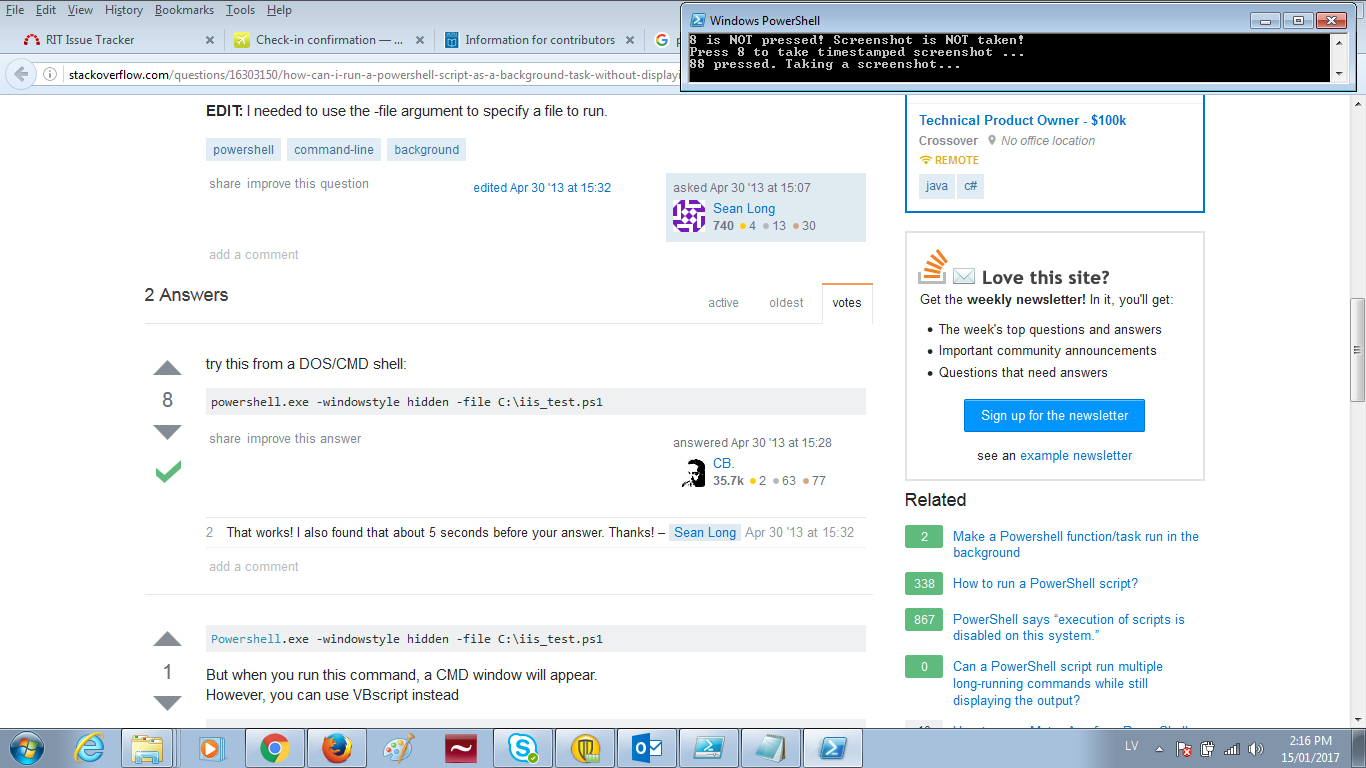 File Edit View History Bookmarks Tools Help
RIT Issue Tracker
Check-in confirmation — ...
Information for contributors
Windows PowerShell
8 is NOT pressed! Screenshot is NOT taken!
Press 8 to take timestamped screenshot ...
88 pressed. Taking a screenshot...
stackoverflow.com/questions/16303150/how-can-i-run-a-powershell-script-as-a-background-task-without-displayi
EDIT: I needed to use the -file argument to specify a file to run.
powershell command-line background
share improve this question
edited Apr 30 '13 at 15:32
asked Apr 30 '13 at 15:07
Sean Long
740 4 13 30
add a comment
2 Answers
active oldest votes
try this from a DOS/CMD shell:
8
powershell.exe -windowstyle hidden -file C:\iis_test.ps1
share improve this answer
answered Apr 30 '13 at 15:28
CB.
35.7k 2 63 77
2 That works! I also found that about 5 seconds before your answer. Thanks! – Sean Long Apr 30 '13 at 15:32
add a comment
Powershell.exe -windowstyle hidden -file C:\iis_test.ps1
1
But when you run this command, a CMD window will appear.
However, you can use VBscript instead
Technical Product Owner - $100k
Crossover No office location
REMOTE
java c#
Love this site?
Get the weekly newsletter! In it, you'll get:
The week's top questions and answers
Important community announcements
Questions that need answers
Sign up for the newsletter
see an example newsletter
Related
2 Make a Powershell function/task run in the
background
338 How to run a PowerShell script?
867 PowerShell says “execution of scripts is
disabled on this system.”
0 Can a PowerShell script run multiple
long-running commands while still
displaying the output?
LV
2:16 PM
15/01/2017